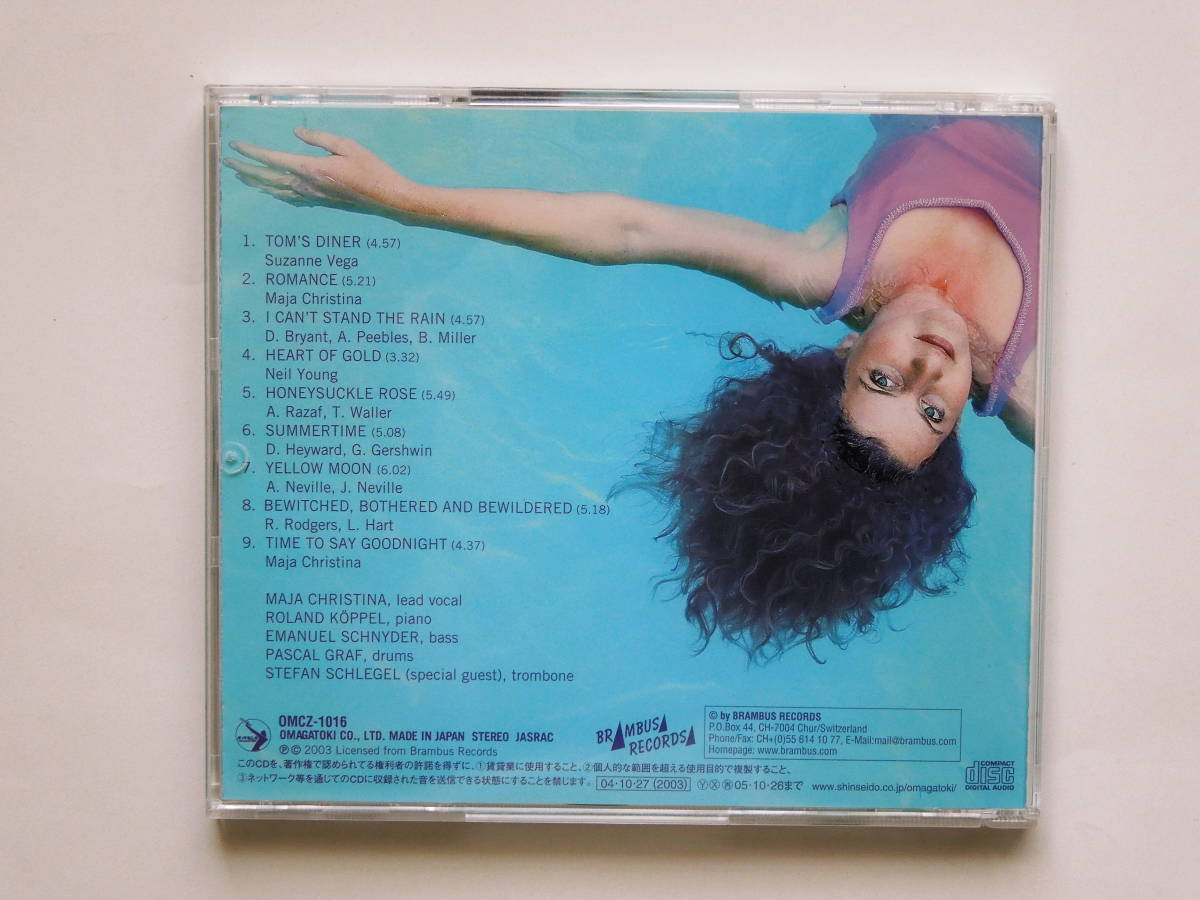 1. TOM'S DINER (4.57)
Suzanne Vega
2. ROMANCE (5.21)
Maja Christina
3. I CAN'T STAND THE RAIN (4.57)
D. Bryant, A. Peebles, B. Miller
4. HEART OF GOLD (3.32)
Neil Young
5. HONEYSUCKLE ROSE (5.49)
A. Razaf, T. Waller
6. SUMMERTIME (5.08)
D. Heyward, G. Gershwin
7. YELLOW MOON (6.02)
A. Neville, J. Neville
8. BEWITCHED, BOTHERED AND BEWILDERED (5.18)
R. Rodgers, L. Hart
9. TIME TO SAY GOODNIGHT (4.37)
Maja Christina
MAJA CHRISTINA, lead vocal
ROLAND KÖPPEL, piano
EMANUEL SCHNYDER, bass
PASCAL GRAF, drums
STEFAN SCHLEGEL (special guest), trombone
OMCZ-1016
OMAGATOKI CO., LTD. MADE IN JAPAN STEREO JASRAC
℗ © 2003 Licensed from Brambus Records
BRAMBUS
RECORDS
© by BRAMBUS RECORDS
P.O.Box 44, CH-7004 Chur/Switzerland
Phone/Fax: CH+(0)55 614 10 77, E-Mail:mail@brambus.com
Homepage: www.brambus.com
このCDを、著作権で認められてる権利者の許諾を得ずに、①賃貸業に使用すること、②個人的な範囲を超える使用目的で複製すること、
③ネットワーク等を通じてのCDに収録された音を送信できる状態にすることを禁じます。
04·10·27 (2003)
Ⓨ Ⓧ 再 05·10·26まで
www.shinseido.co.jp/omagatoki/
COMPACT
disc
DIGITAL AUDIO